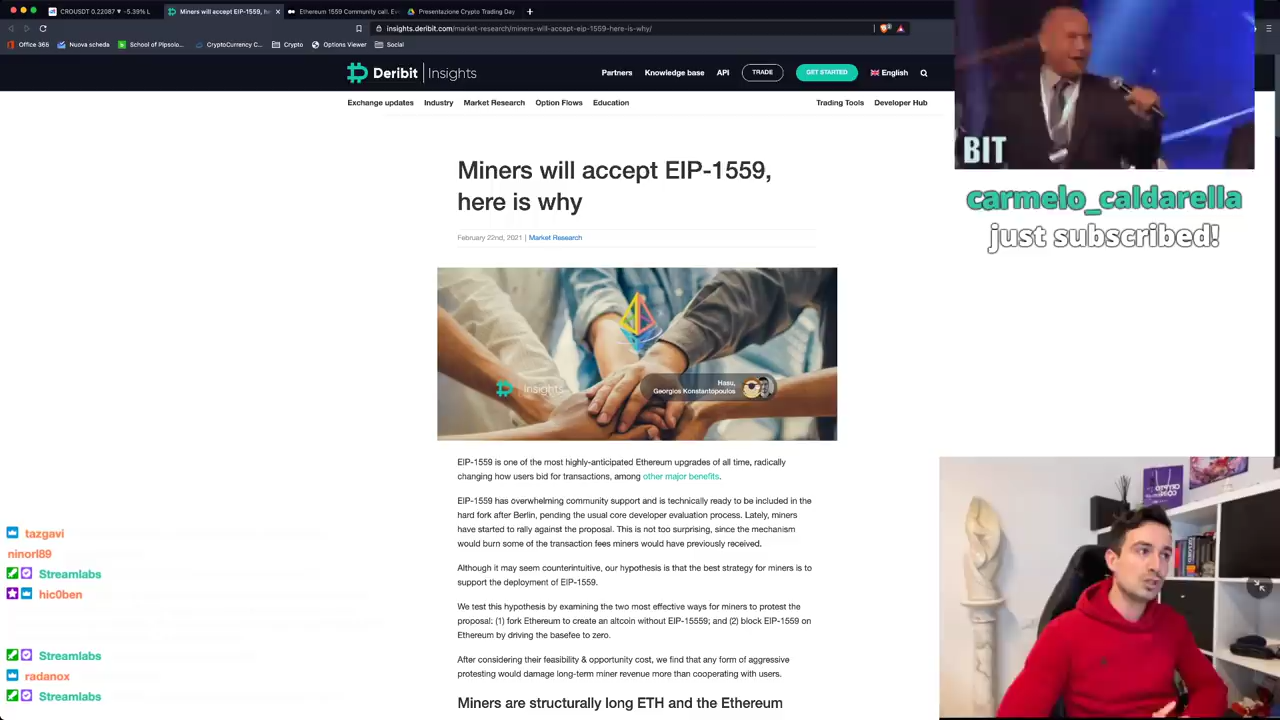 CROUSDT 0.22087 ▼ -5.39% L
Miners will accept EIP-1559, he
Ethereum 1559 Community call. Eve
Presentazione Crypto Trading Day
insights.deribit.com/market-research/miners-will-accept-eip-1559-here-is-why/
Office 365
Nuova scheda
School of Pipsolo...
CryptoCurrency C...
Crypto
Options Viewer
Social
Deribit | Insights
Partners
Knowledge base
API
TRADE
GET STARTED
English
Exchange updates
Industry
Market Research
Option Flows
Education
Trading Tools
Developer Hub
BIT
carmelo_caldarella
just subscribed!
Miners will accept EIP-1559,
here is why
February 22nd, 2021 | Market Research
Insights
Hasu,
Georgios Konstantopoulos
EIP-1559 is one of the most highly-anticipated Ethereum upgrades of all time, radically
changing how users bid for transactions, among other major benefits.
EIP-1559 has overwhelming community support and is technically ready to be included in the
hard fork after Berlin, pending the usual core developer evaluation process. Lately, miners
have started to rally against the proposal. This is not too surprising, since the mechanism
would burn some of the transaction fees miners would have previously received.
Although it may seem counterintuitive, our hypothesis is that the best strategy for miners is to
support the deployment of EIP-1559.
We test this hypothesis by examining the two most effective ways for miners to protest the
proposal: (1) fork Ethereum to create an altcoin without EIP-15559; and (2) block EIP-1559 on
Ethereum by driving the basefee to zero.
After considering their feasibility & opportunity cost, we find that any form of aggressive
protesting would damage long-term miner revenue more than cooperating with users.
Miners are structurally long ETH and the Ethereum
tazgavi
ninorl89
Streamlabs
hic0ben
Streamlabs
radanox
Streamlabs